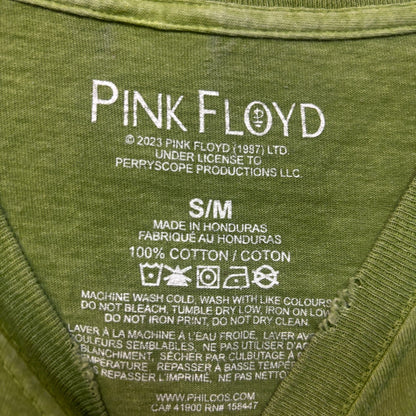 PINK FLOYD
© 2023 PINK FLOYD (1987) LTD.
UNDER LICENSE TO
PERRYSCOPE PRODUCTIONS LLC.
S/M
MADE IN HONDURAS
FABRIQUÉ AU HONDURAS
100% COTTON / COTON
MACHINE WASH COLD, WASH WITH LIKE COLOURS
DO NOT BLEACH, TUMBLE DRY LOW, IRON ON LOW
DO NOT IRON PRINT, DO NOT DRY CLEAN.
LAVER À LA MACHINE À L'EAU FROIDE, LAVER AV
COULEURS SEMBLABLES. NE PAS UTILISER D'A
BLANCHIMENT, SÉCHER PAR CULBUTAGE À
REPASSER À
REPASSER L'IMPRIMÉ. NE PAS NETTO
WWW.PHILCOS.COM
CA# 41900 RN# 158447